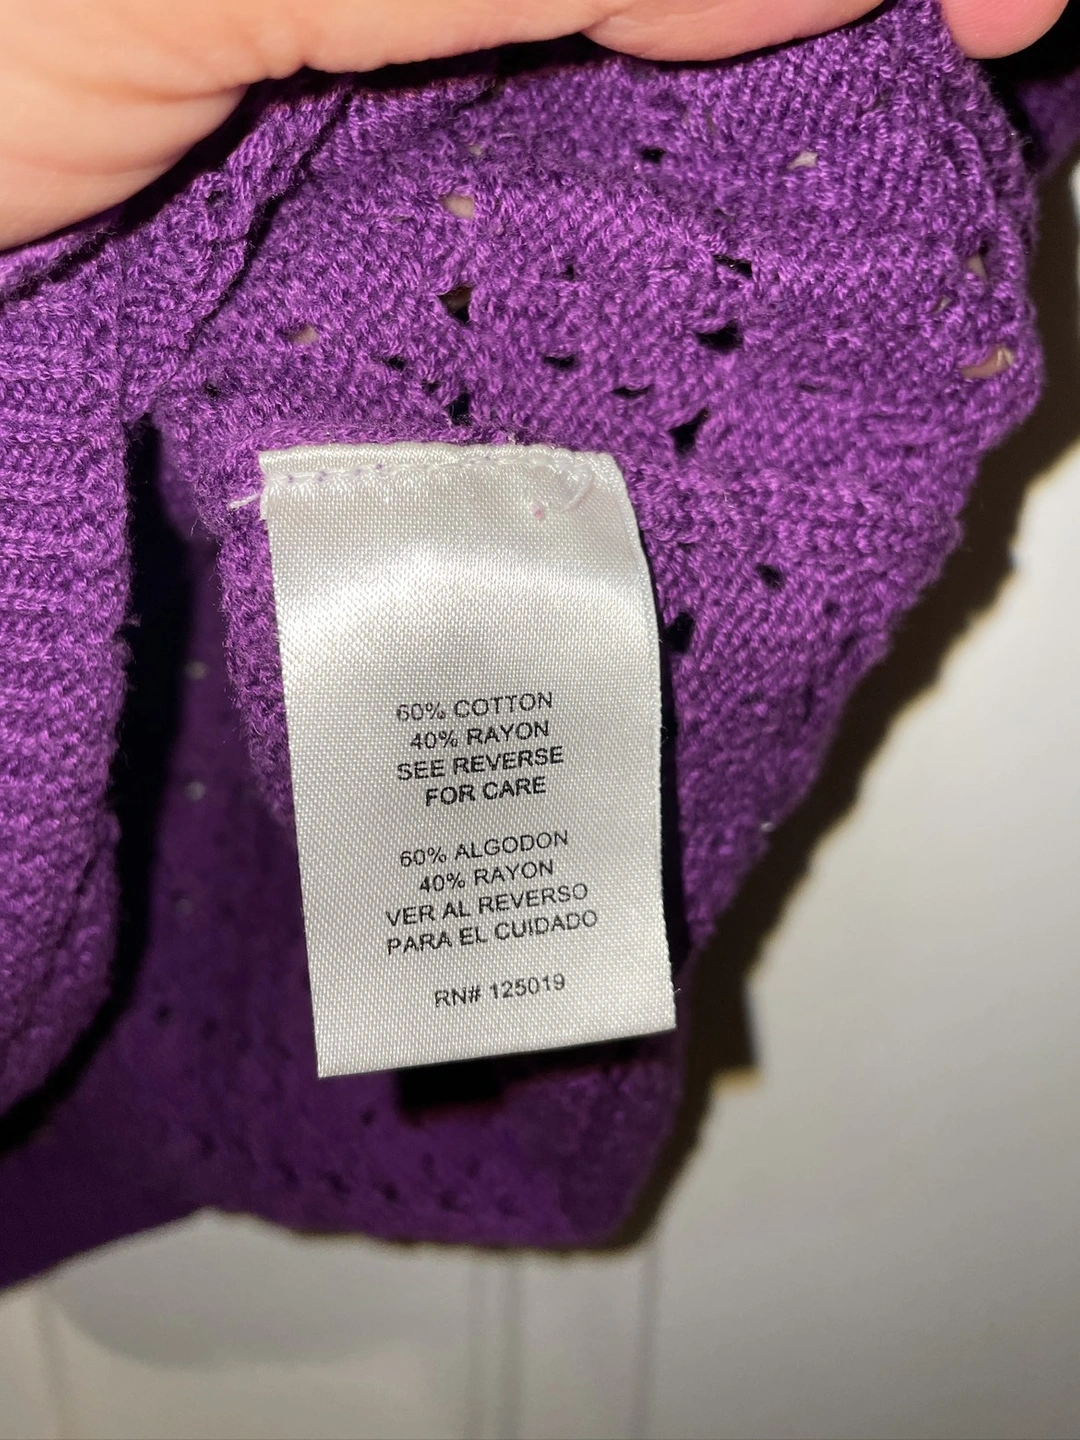 60% COTTON
40% RAYON
SEE REVERSE
FOR CARE
60% ALGODON
40% RAYON
VER AL REVERSO
PARA EL CUIDADO
RN# 125019